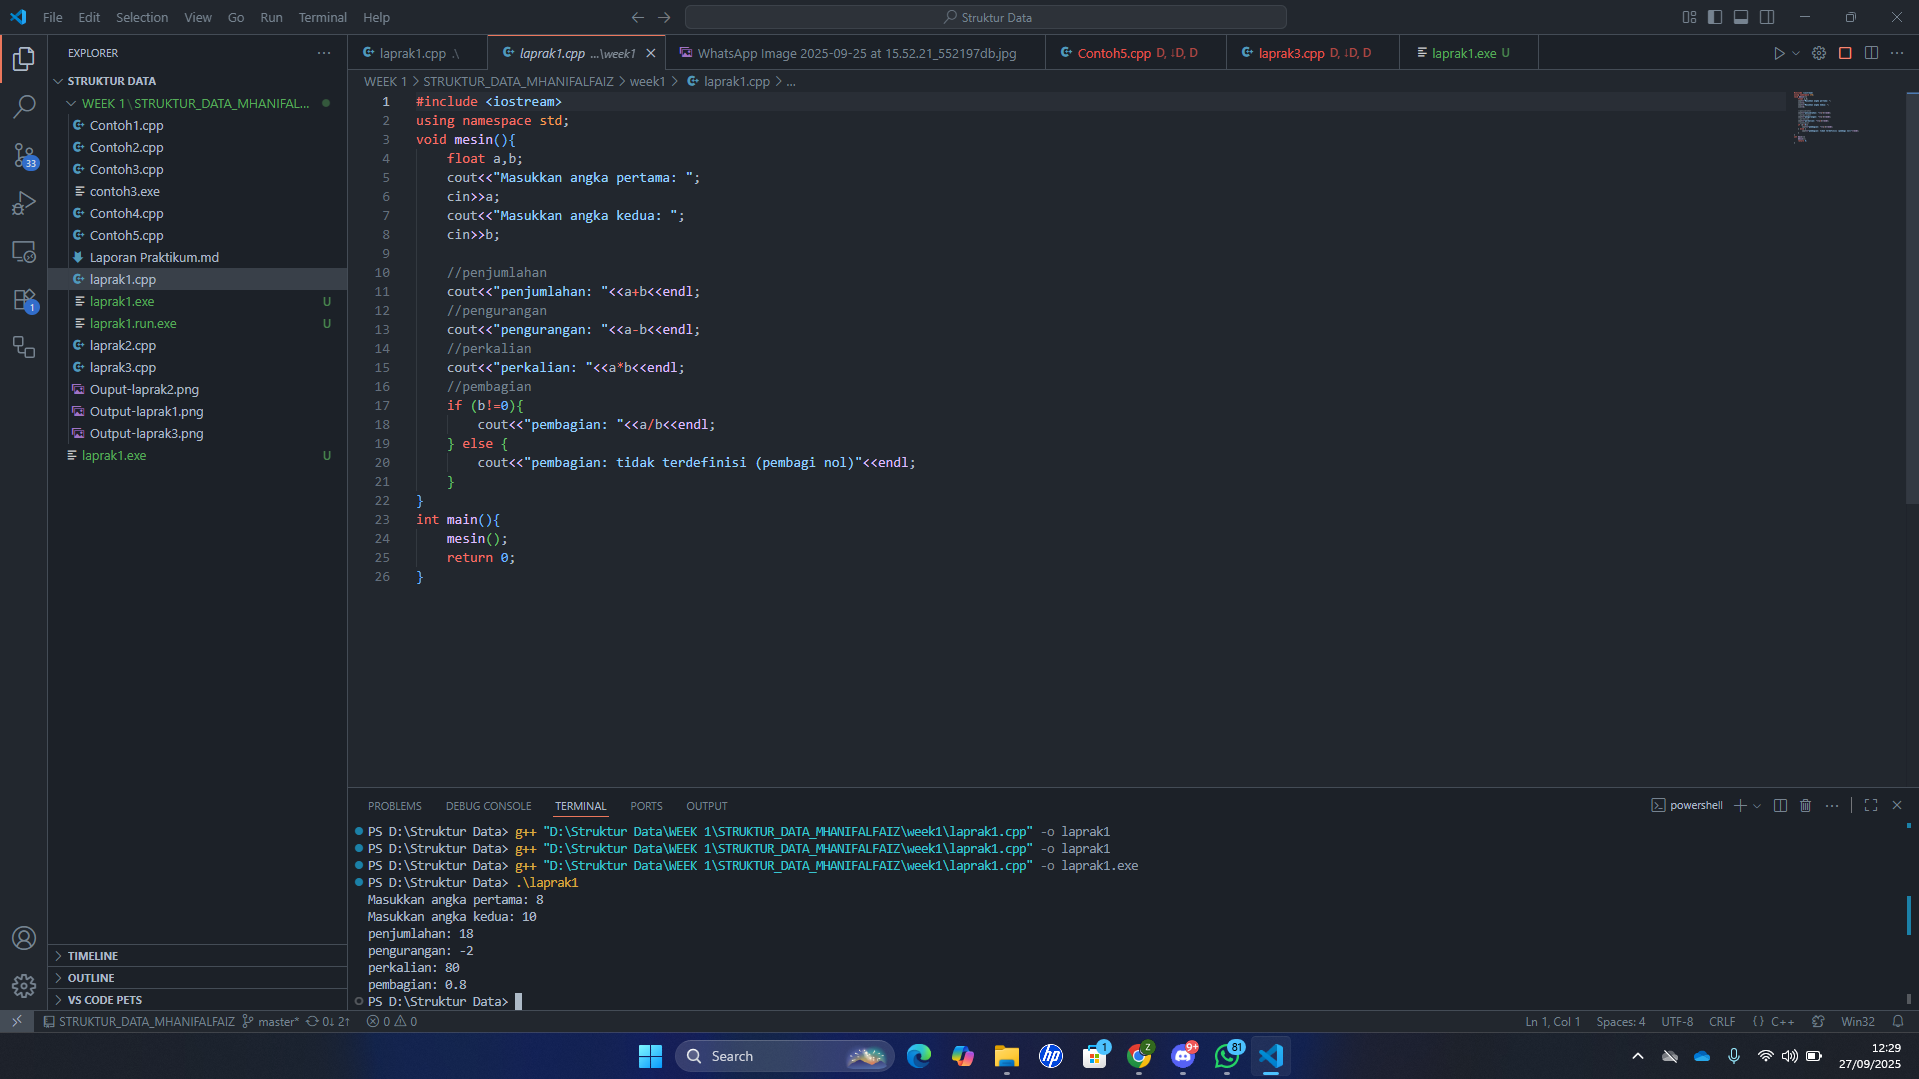 File Edit Selection View Go Run Terminal Help
Struktur Data
EXPLORER
laprak1.cpp .\
laprak1.cpp ...\week1
WhatsApp Image 2025-09-25 at 15.52.21_552197db.jpg
Contoh5.cpp D, ↓D, D
laprak3.cpp D, ↓D, D
laprak1.exe U
STRUKTUR DATA
WEEK 1\STRUKTUR_DATA_MHANIFAL...
Contoh1.cpp
Contoh2.cpp
Contoh3.cpp
contoh3.exe
Contoh4.cpp
Contoh5.cpp
Laporan Praktikum.md
laprak1.cpp
laprak1.exe U
laprak1.run.exe U
laprak2.cpp
laprak3.cpp
Ouput-laprak2.png
Output-laprak1.png
Output-laprak3.png
laprak1.exe U
33
1
TIMELINE
OUTLINE
VS CODE PETS
WEEK 1 > STRUKTUR_DATA_MHANIFALFAIZ > week1 > laprak1.cpp > ...
1 #include <iostream>
2 using namespace std;
3 void mesin(){
4 float a,b;
5 cout<<"Masukkan angka pertama: ";
6 cin>>a;
7 cout<<"Masukkan angka kedua: ";
8 cin>>b;
9
10 //penjumlahan
11 cout<<"penjumlahan: "<<a+b<<endl;
12 //pengurangan
13 cout<<"pengurangan: "<<a-b<<endl;
14 //perkalian
15 cout<<"perkalian: "<<a*b<<endl;
16 //pembagian
17 if (b!=0){
18 cout<<"pembagian: "<<a/b<<endl;
19 } else {
20 cout<<"pembagian: tidak terdefinisi (pembagi nol)"<<endl;
21 }
22 }
23 int main(){
24 mesin();
25 return 0;
26 }
PROBLEMS DEBUG CONSOLE TERMINAL PORTS OUTPUT
powershell
PS D:\Struktur Data> g++ "D:\Struktur Data\WEEK 1\STRUKTUR_DATA_MHANIFALFAIZ\week1\laprak1.cpp" -o laprak1
PS D:\Struktur Data> g++ "D:\Struktur Data\WEEK 1\STRUKTUR_DATA_MHANIFALFAIZ\week1\laprak1.cpp" -o laprak1
PS D:\Struktur Data> g++ "D:\Struktur Data\WEEK 1\STRUKTUR_DATA_MHANIFALFAIZ\week1\laprak1.cpp" -o laprak1.exe
PS D:\Struktur Data> .\laprak1
Masukkan angka pertama: 8
Masukkan angka kedua: 10
penjumlahan: 18
pengurangan: -2
perkalian: 80
pembagian: 0.8
PS D:\Struktur Data>
STRUKTUR_DATA_MHANIFALFAIZ master* 0↓ 2↑ 0 0
Ln 1, Col 1 Spaces: 4 UTF-8 CRLF {} C++ Win32
Search
hp
1
Z
9+
81
12:29
27/09/2025